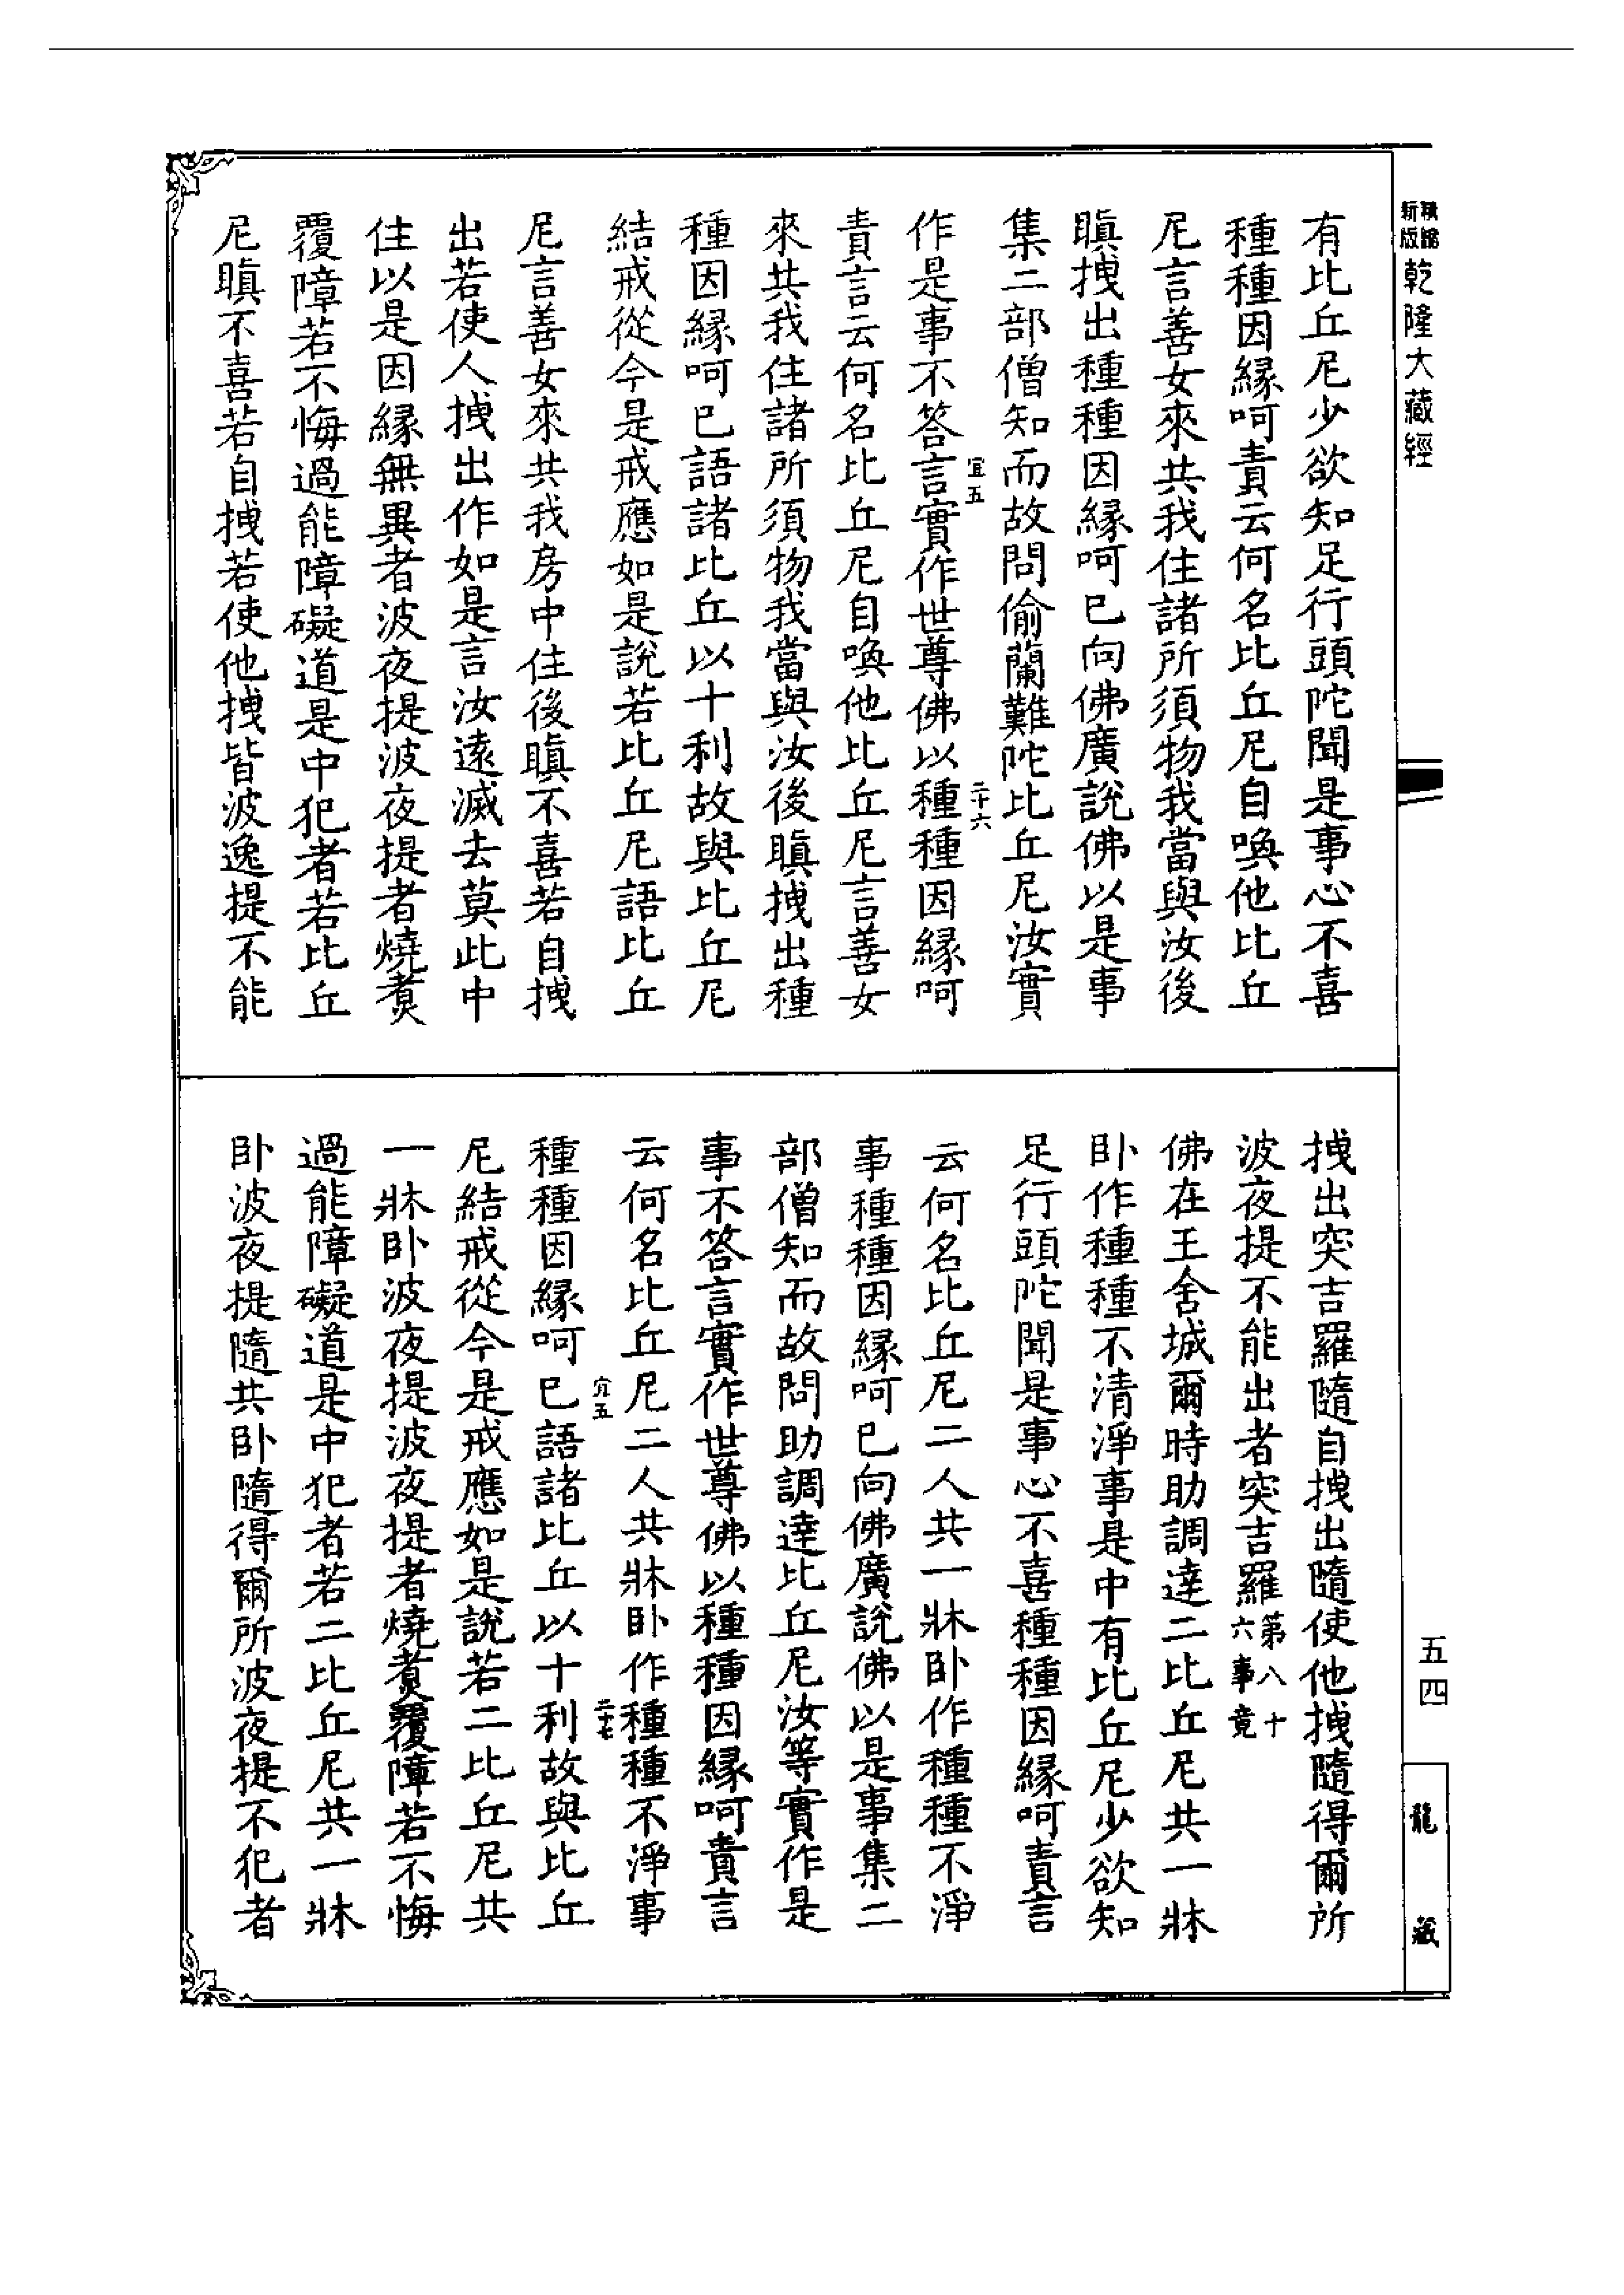 新編
縮版
乾隆大藏經
有比丘尼少欲知足行頭陀聞是事心不喜
種種因緣呵責云何名比丘尼自喚他比丘
尼言善女來共我住諸所須物我當與汝後
瞋拽出種種因緣呵已向佛廣說佛以是事
集二部僧知而故問偷蘭難陀比丘尼汝實
宜五
二十六
作是事不答言實作世尊佛以種種因緣呵
責言云何名比丘尼自喚他比丘尼言善女
來共我住諸所須物我當與汝後瞋拽出種
種因緣呵已語諸比丘以十利故與比丘尼
結戒從今是戒應如是說若比丘尼語比丘
尼言善女來共我房中住後瞋不喜若自拽
出若使人拽出作如是言汝遠滅去莫此中
住以是因緣無異者波夜提波夜提者燒煑
覆障若不悔過能障礙道是中犯者若比丘
尼瞋不喜若自拽若使他拽皆波逸提不能
拽出突吉羅隨自拽出隨使他拽隨得爾所
波夜提不能出者突吉羅第八十六事竟
佛在王舍城爾時助調達二比丘尼共一牀
卧作種種不清淨事是中有比丘尼少欲知
足行頭陀聞是事心不喜種種因緣呵責言
云何名比丘尼二人共一牀卧作種種不淨
事種種因緣呵已向佛廣說佛以是事集二
部僧知而故問助調達比丘尼汝等實作是
事不答言實作世尊佛以種種因緣呵責言
云何名比丘尼二人共牀卧作種種不淨事
宜五
二十七
種種因緣呵已語諸比丘以十利故與比丘
尼結戒從今是戒應如是說若二比丘尼共
一牀卧波夜提波夜提者燒煑覆障若不悔
過能障礙道是中犯者若二比丘尼共一牀
卧波夜提隨共卧隨得爾所波夜提不犯者
五四
龍藏